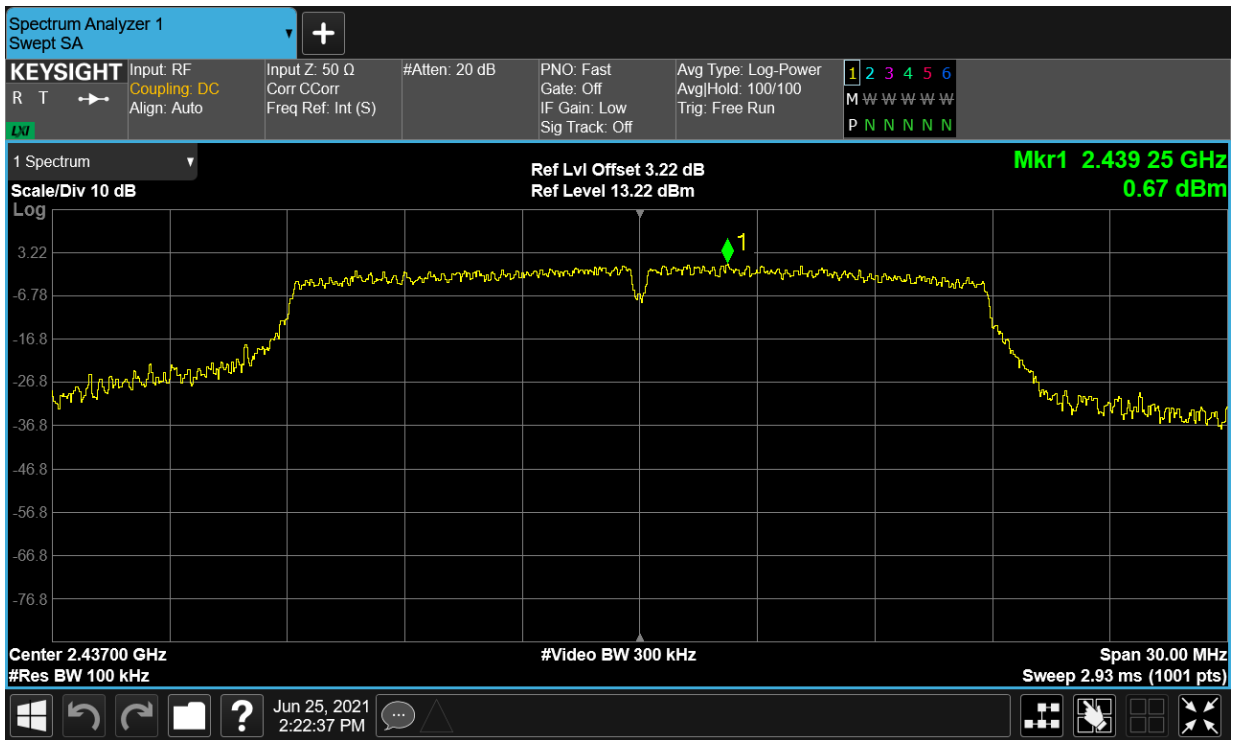 Spectrum Analyzer 1
Swept SA
KEYSIGHT
R T
LXI
Input: RF
Coupling: DC
Align: Auto
Input Z: 50 Ω
Corr CCorr
Freq Ref: Int (S)
#Atten: 20 dB
PNO: Fast
Gate: Off
IF Gain: Low
Sig Track: Off
Avg Type: Log-Power
Avg|Hold: 100/100
Trig: Free Run
1 2 3 4 5 6
M W W W W W
P N N N N N
1 Spectrum
Scale/Div 10 dB
Log
Ref Lvl Offset 3.22 dB
Ref Level 13.22 dBm
Mkr1 2.439 25 GHz
0.67 dBm
1
3.22
-6.78
-16.8
-26.8
-36.8
-46.8
-56.8
-66.8
-76.8
Center 2.43700 GHz
#Res BW 100 kHz
#Video BW 300 kHz
Span 30.00 MHz
Sweep 2.93 ms (1001 pts)
?
Jun 25, 2021
2:22:37 PM